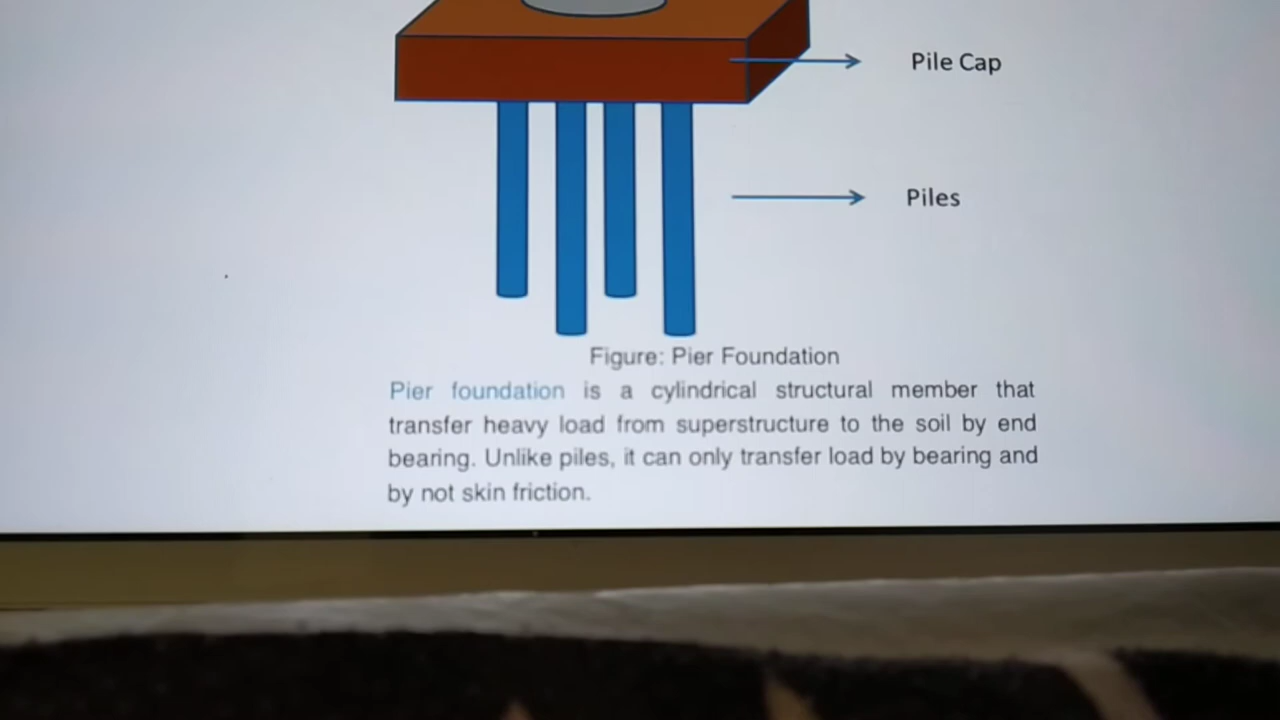 Pile Cap
Piles
Figure: Pier Foundation
Pier foundation is a cylindrical structural member that
transfer heavy load from superstructure to the soil by end
bearing. Unlike piles, it can only transfer load by bearing and
by not skin friction.